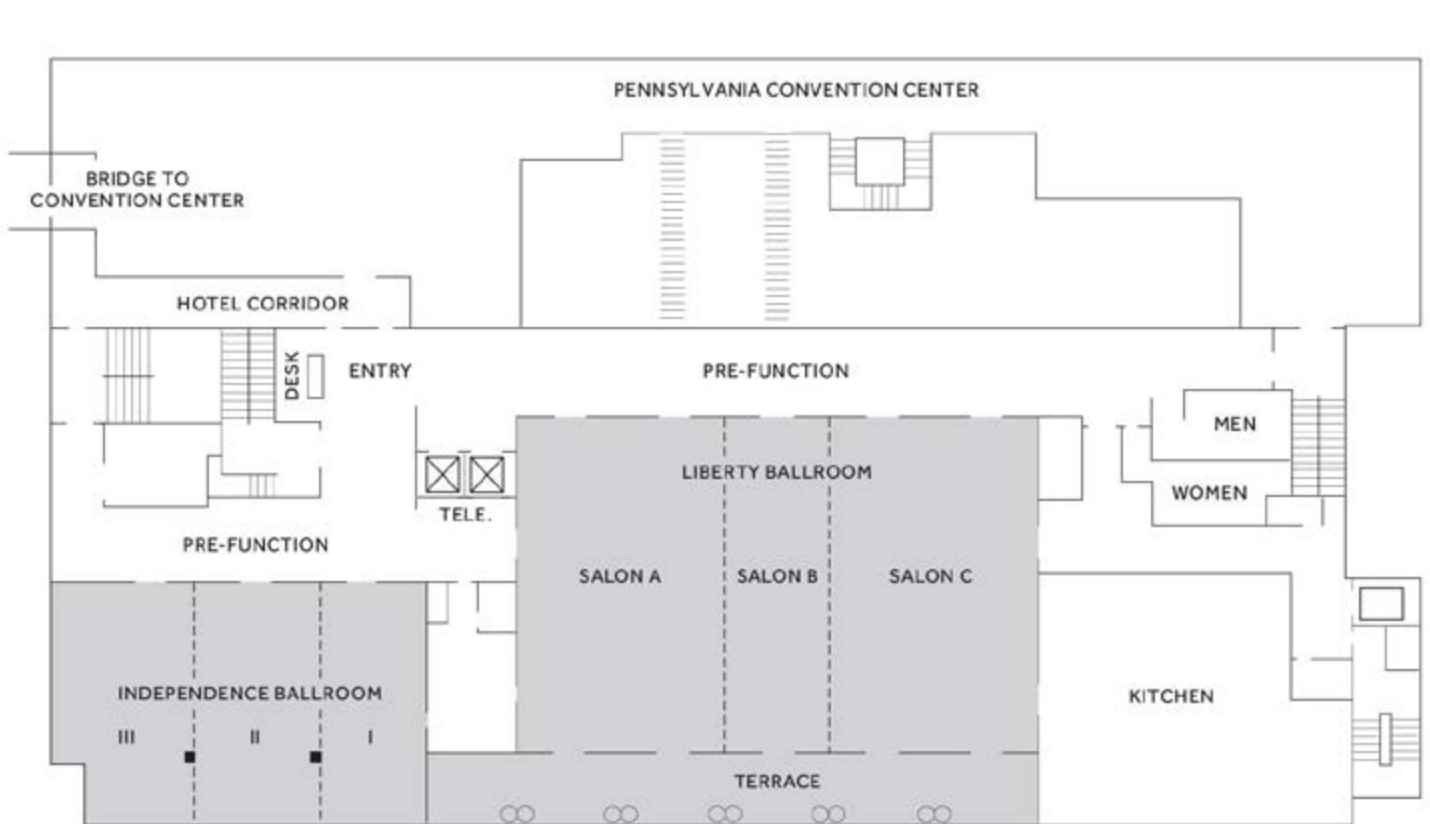 PENNSYLVANIA CONVENTION CENTER
BRIDGE TO
CONVENTION CENTER
HOTEL CORRIDOR
DESK
ENTRY
PRE-FUNCTION
MEN
LIBERTY BALLROOM
WOMEN
TELE.
PRE-FUNCTION
SALON A
SALON B
SALON C
INDEPENDENCE BALLROOM
KITCHEN
III
II
I
TERRACE